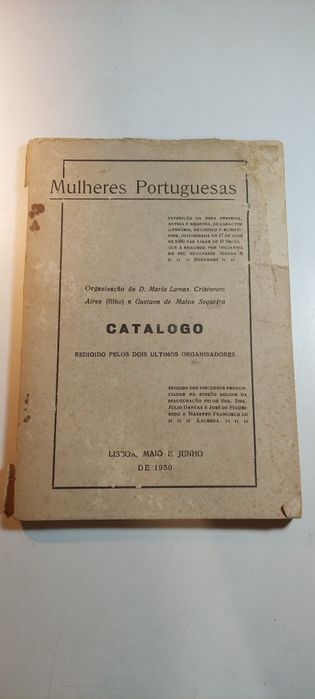 Mulheres Portuguesas
EXPOSIÇÃO DA OBRA FEMININA,
ANTIGA E MODERNA, DE CARACTER
LITERÁRIO, ARTISTICO E SCIENTI-
FICO, INAUGURADA EM 17 DE MAIO
DE 1930 NAS SALAS DE O SECULO,
QUE A REALISOU POR INICIATIVA
DO SEU SEMANARIO MODAS &
BORDADOS
Organisação de D. Maria Lamas, Cristovam
Aires (filho) e Gustavo de Matos Sequeira
CATALOGO
REDIGIDO PELOS DOIS ULTIMOS ORGANISADORES
SEGUIDO DOS DISCURSOS PRONUN-
CIADOS NA SESSÃO SOLENE DA
INAUGURAÇÃO PELOS SRS. DRS.
JULIO DANTAS E JOSÉ DE FIGUEI-
REDO E MAESTRO FRANCISCO DE
LACERDA
LISBOA, MAIO E JUNHO
DE 1930